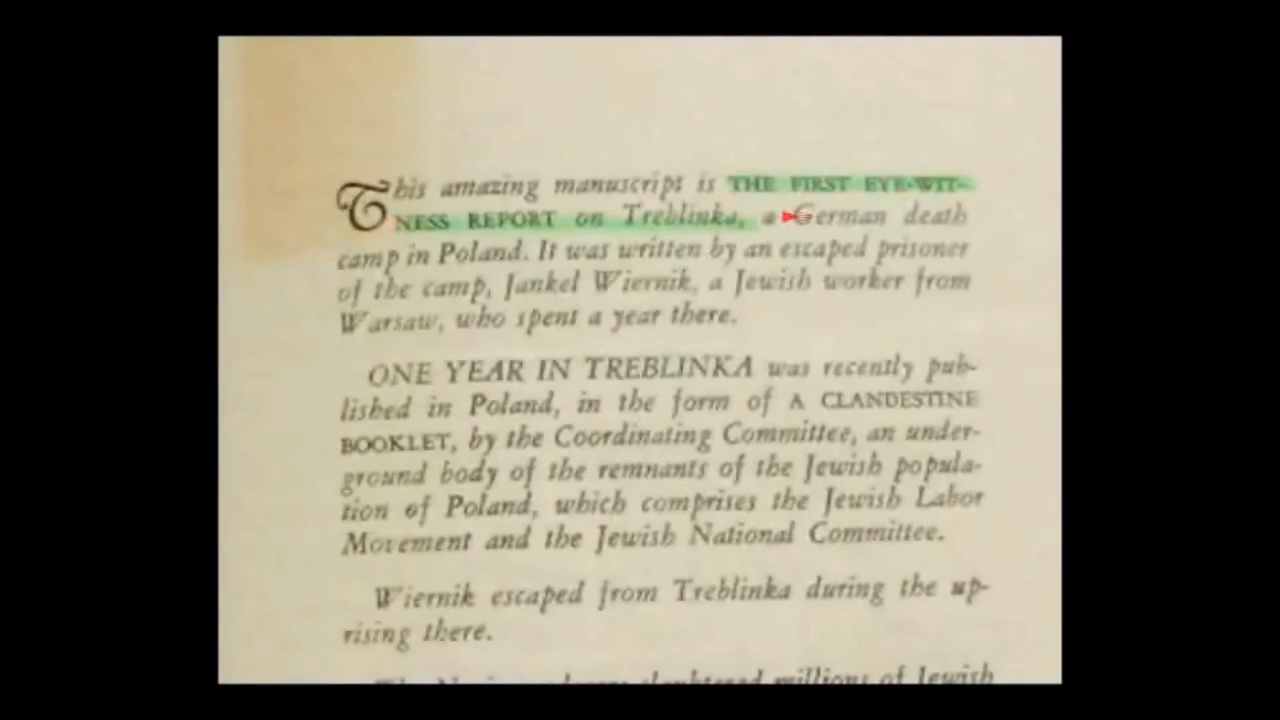 This amazing manuscript is THE FIRST EYE-WIT-
NESS REPORT on Treblinka, a German death
camp in Poland. It was written by an escaped prisoner
of the camp, Jankel Wiernik, a Jewish worker from
Warsaw, who spent a year there.
ONE YEAR IN TREBLINKA was recently pub-
lished in Poland, in the form of A CLANDESTINE
BOOKLET, by the Coordinating Committee, an under-
ground body of the remnants of the Jewish popula-
tion of Poland, which comprises the Jewish Labor
Movement and the Jewish National Committee.
Wiernik escaped from Treblinka during the up-
rising there.
millions of Jewish